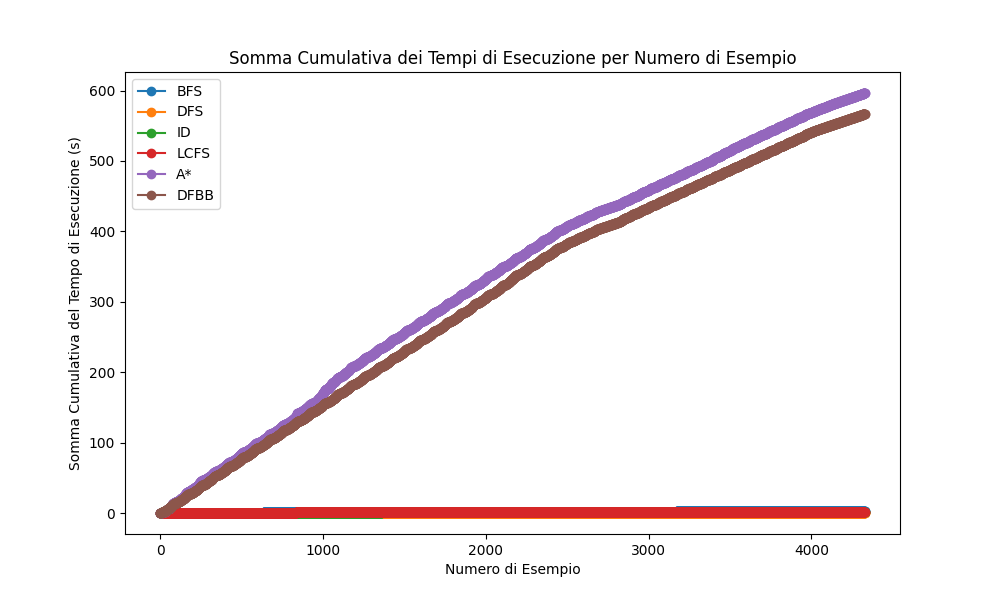 Somma Cumulativa dei Tempi di Esecuzione per Numero di Esempio
BFS
DFS
ID
LCFS
A*
DFBB
Somma Cumulativa del Tempo di Esecuzione (s)
600
500
400
300
200
100
0
0 1000 2000 3000 4000
Numero di Esempio